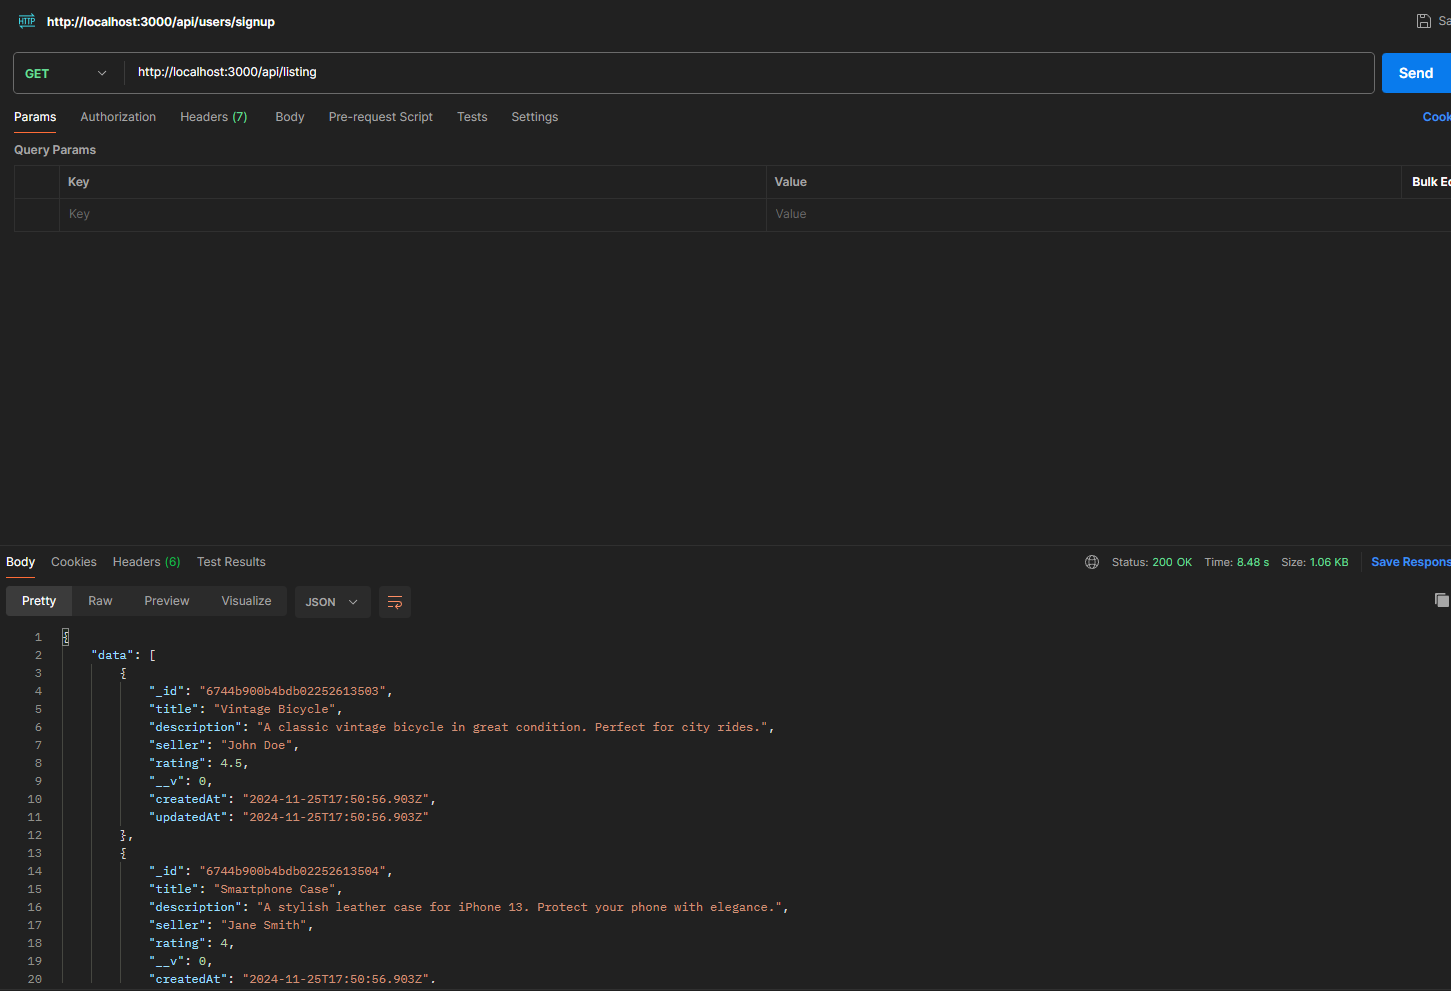 HTTP http://localhost:3000/api/users/signup
GET http://localhost:3000/api/listing Send
Params Authorization Headers (7) Body Pre-request Script Tests Settings
Query Params
Key Value
Key Value
Body Cookies Headers (6) Test Results Status: 200 OK Time: 8.48 s Size: 1.06 KB Save Respons
Pretty Raw Preview Visualize JSON
1 {
2 "data": [
3 {
4 "_id": "6744b900b4bdb02252613503",
5 "title": "Vintage Bicycle",
6 "description": "A classic vintage bicycle in great condition. Perfect for city rides.",
7 "seller": "John Doe",
8 "rating": 4.5,
9 "__v": 0,
10 "createdAt": "2024-11-25T17:50:56.903Z",
11 "updatedAt": "2024-11-25T17:50:56.903Z"
12 },
13 {
14 "_id": "6744b900b4bdb02252613504",
15 "title": "Smartphone Case",
16 "description": "A stylish leather case for iPhone 13. Protect your phone with elegance.",
17 "seller": "Jane Smith",
18 "rating": 4,
19 "__v": 0,
20 "createdAt": "2024-11-25T17:50:56.903Z"